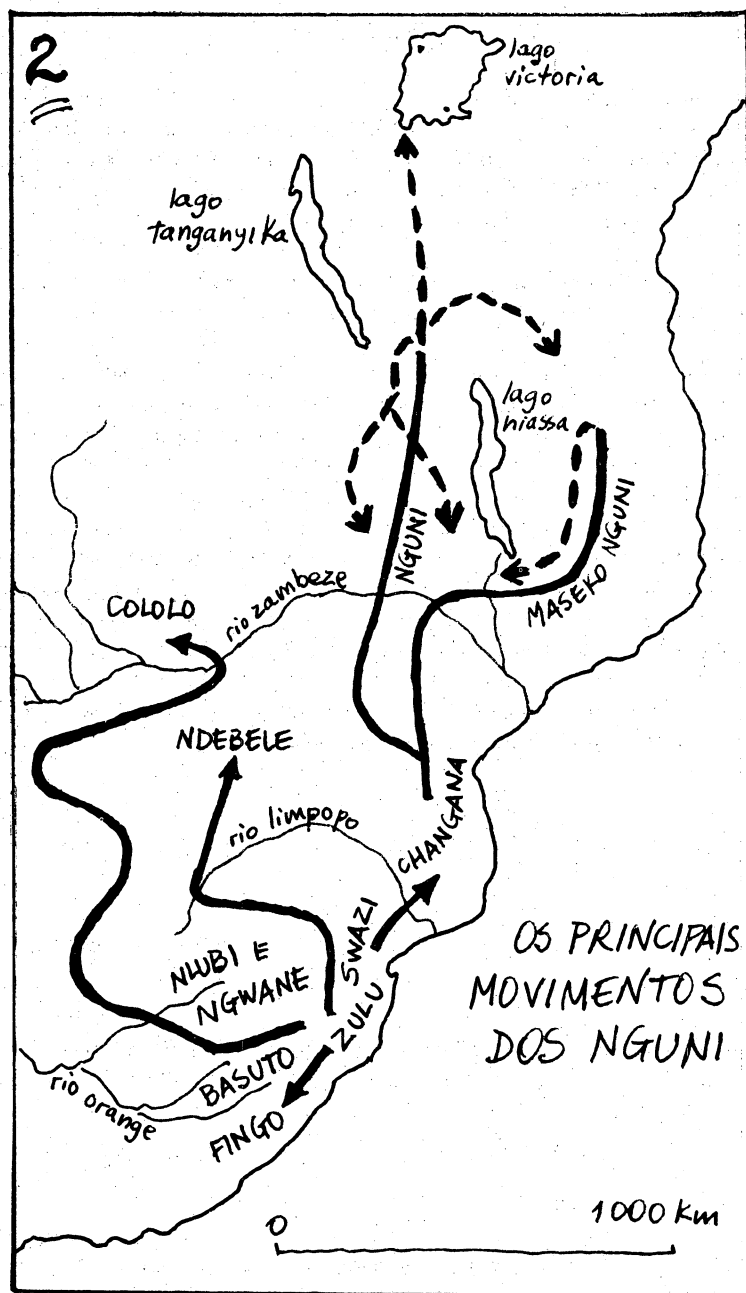 2
lago
victoria
lago
tanganyika
lago
niassa
NGUNI
MASEKO NGUNI
COLOLO
rio zambeze
NDEBELE
rio limpopo
CHANGANA
SWAZI
ZULU
NLUBI E
NGWANE
BASUTO
rio orange
FINGO
OS PRINCIPAIS
MOVIMENTOS
DOS NGUNI
0
1000 Km